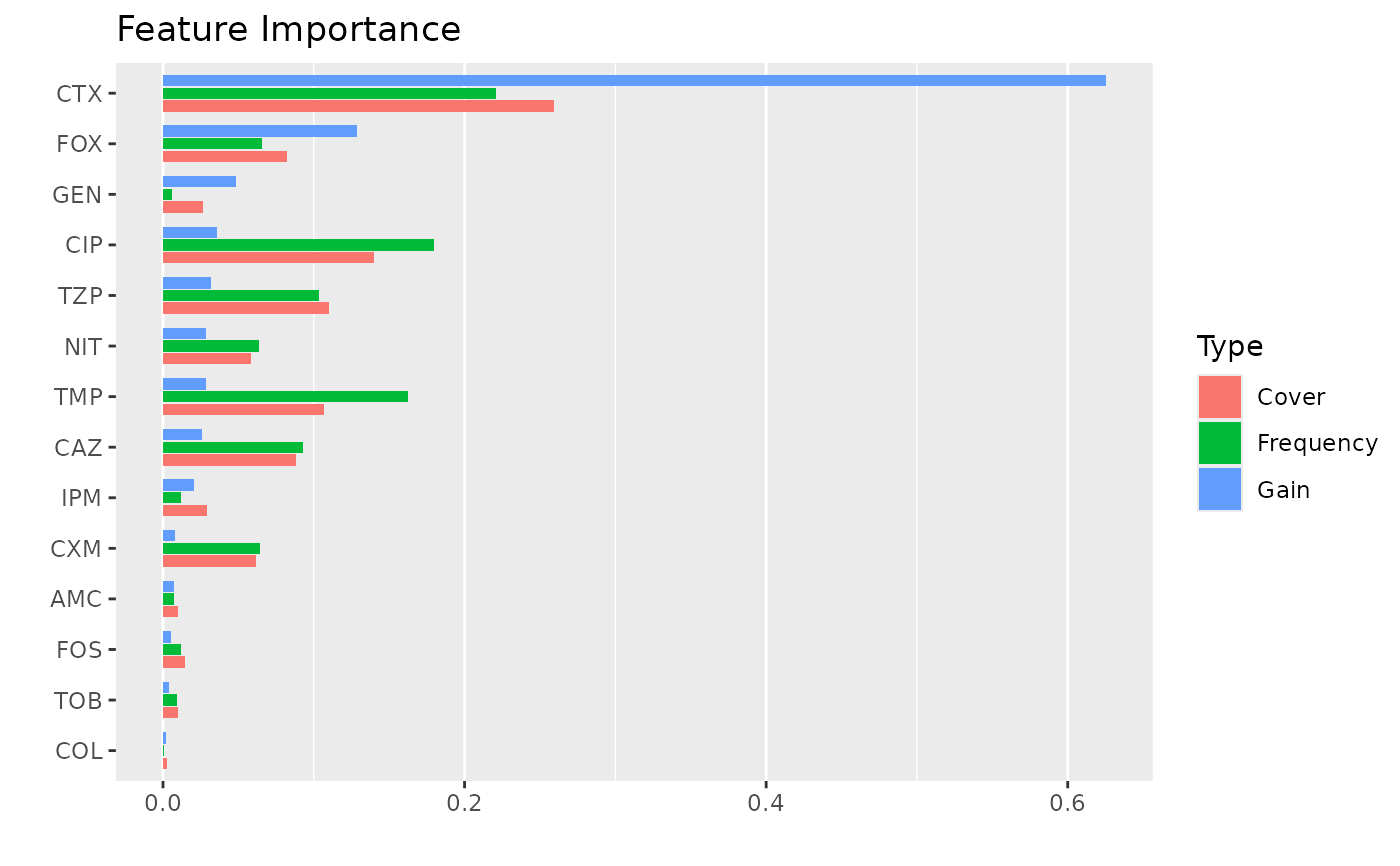 Feature Importance
CTX
FOX
GEN
CIP
TZP
NIT
TMP
CAZ
IPM
CXM
AMC
FOS
TOB
COL
0.0 0.2 0.4 0.6
Type
Cover
Frequency
Gain